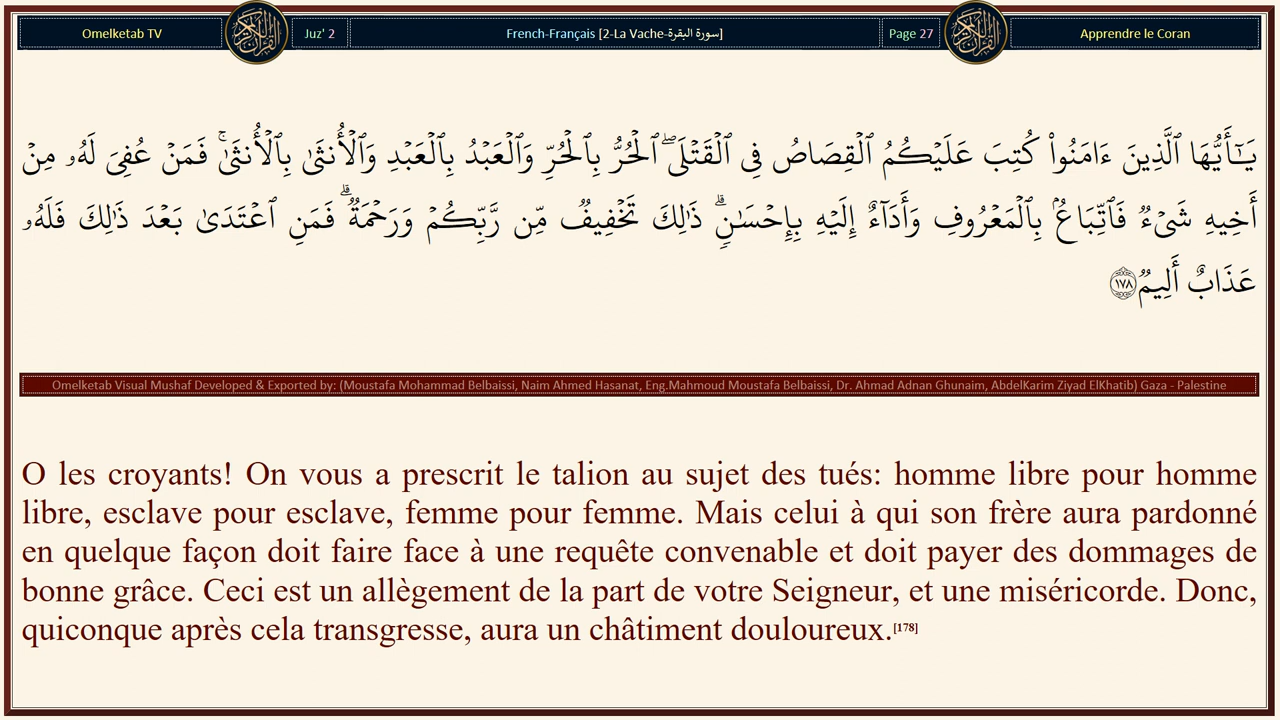 Omelketab TV
Juz' 2
French-Français [2-La Vache-سورة البقرة]
Page 27
Apprendre le Coran
يَـٰٓأَيُّهَا ٱلَّذِينَ ءَامَنُوا۟ كُتِبَ عَلَيْكُمُ ٱلْقِصَاصُ فِى ٱلْقَتْلَى ۖ ٱلْحُرُّ بِٱلْحُرِّ وَٱلْعَبْدُ بِٱلْعَبْدِ وَٱلْأُنثَىٰ بِٱلْأُنثَىٰ ۚ فَمَنْ عُفِىَ لَهُۥ مِنْ
أَخِيهِ شَىْءٌ فَٱتِّبَاعٌۢ بِٱلْمَعْرُوفِ وَأَدَآءٌ إِلَيْهِ بِإِحْسَـٰنٍ ۗ ذَٰلِكَ تَخْفِيفٌ مِّن رَّبِّكُمْ وَرَحْمَةٌ ۗ فَمَنِ ٱعْتَدَىٰ بَعْدَ ذَٰلِكَ فَلَهُۥ
عَذَابٌ أَلِيمٌ ١٧٨
Omelketab Visual Mushaf Developed & Exported by: (Moustafa Mohammad Belbaissi, Naim Ahmed Hasanat, Eng.Mahmoud Moustafa Belbaissi, Dr. Ahmad Adnan Ghunaim, AbdelKarim Ziyad ElKhatib) Gaza - Palestine
O les croyants! On vous a prescrit le talion au sujet des tués: homme libre pour homme
libre, esclave pour esclave, femme pour femme. Mais celui à qui son frère aura pardonné
en quelque façon doit faire face à une requête convenable et doit payer des dommages de
bonne grâce. Ceci est un allègement de la part de votre Seigneur, et une miséricorde. Donc,
quiconque après cela transgresse, aura un châtiment douloureux.[178]